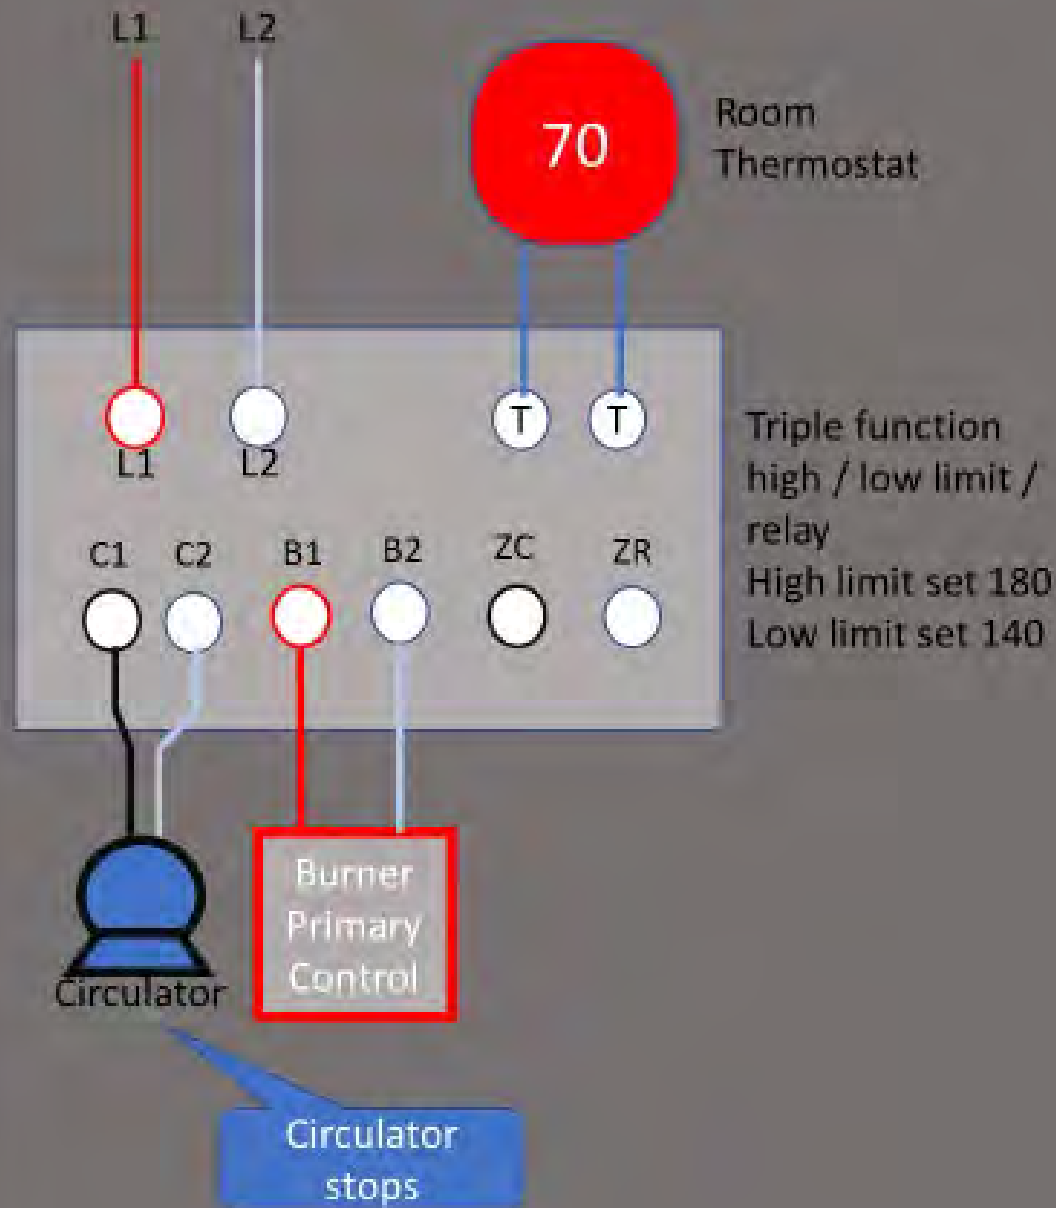 L1 L2
70
Room
Thermostat
T T
L1 L2
Triple function
high / low limit /
relay
High limit set 180
Low limit set 140
C1 C2 B1 B2 ZC ZR
Burner
Primary
Control
Circulator
Circulator
stops